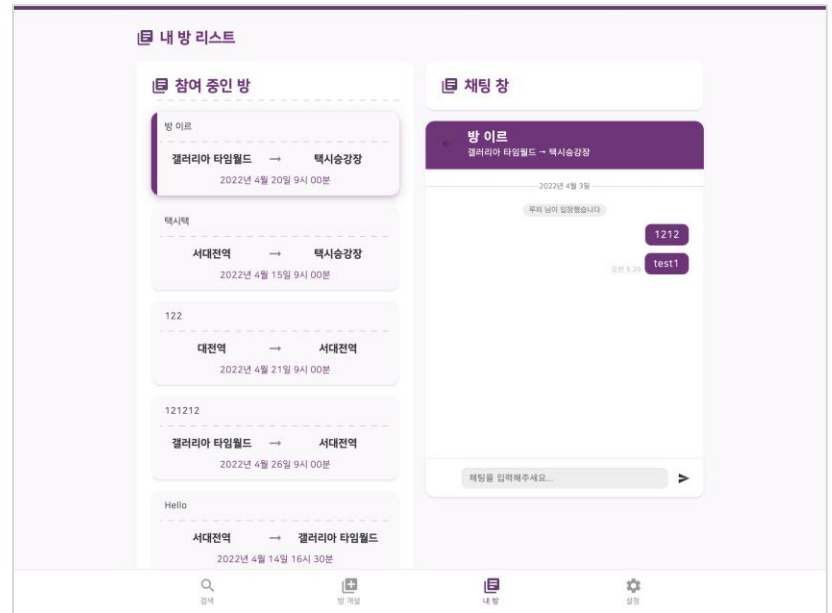 내 방 리스트
참여 중인 방
방 이르
갤러리아 타임월드 → 택시승강장
2022년 4월 20일 9시 00분
택시택
서대전역 → 택시승강장
2022년 4월 15일 9시 00분
122
대전역 → 서대전역
2022년 4월 21일 9시 00분
121212
갤러리아 타임월드 → 서대전역
2022년 4월 26일 9시 00분
Hello
서대전역 → 갤러리아 타임월드
2022년 4월 14일 16시 30분
채팅 창
방 이르
갤러리아 타임월드 → 택시승강장
2022년 4월 3일
님이 입장했습니다
1212
test1
오전 5:29
채팅을 입력해주세요...
검색
방 개설
내 방
설정